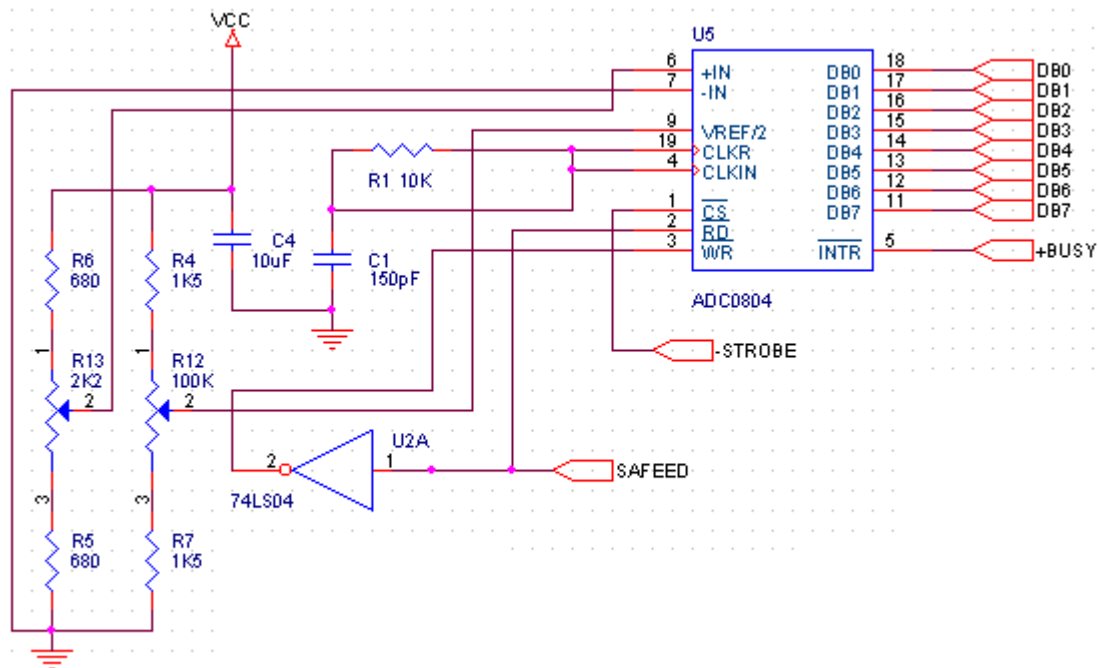 VCC
U5
6 +IN DB0 18 DB0
7 -IN DB1 17 DB1
DB2 16 DB2
9 VREF/2 DB3 15 DB3
19 CLKR DB4 14 DB4
4 CLKIN DB5 13 DB5
DB6 12 DB6
1 CS DB7 11 DB7
2 RD
3 WR INTR 5 +BUSY
ADC0804
R1 10K
C4
10uF
C1
150pF
R6
680
R4
1K5
-STROBE
1 R13
2K2
2
1 R12
100K
2
3
3
U2A
2 1 SAFEED
74LS04
R5
680
R7
1K5